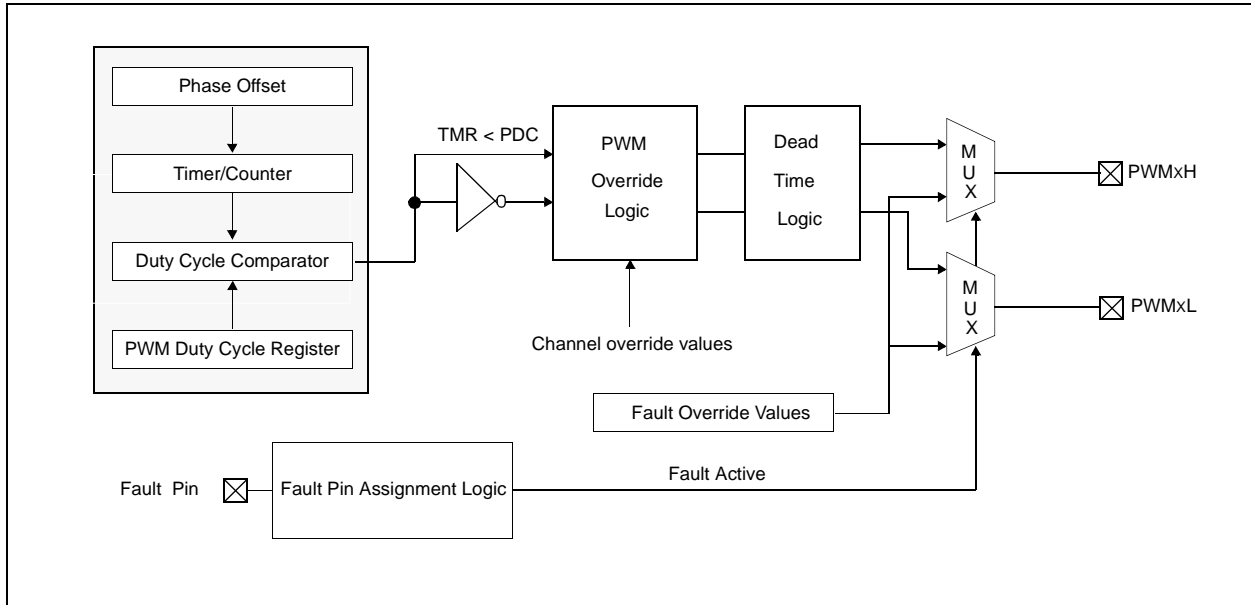 Phase Offset
Timer/Counter
Duty Cycle Comparator
PWM Duty Cycle Register
TMR < PDC
PWM
Override
Logic
Channel override values
Dead
Time
Logic
M
U
X
PWMxH
M
U
X
PWMxL
Fault Override Values
Fault Pin
Fault Pin Assignment Logic
Fault Active